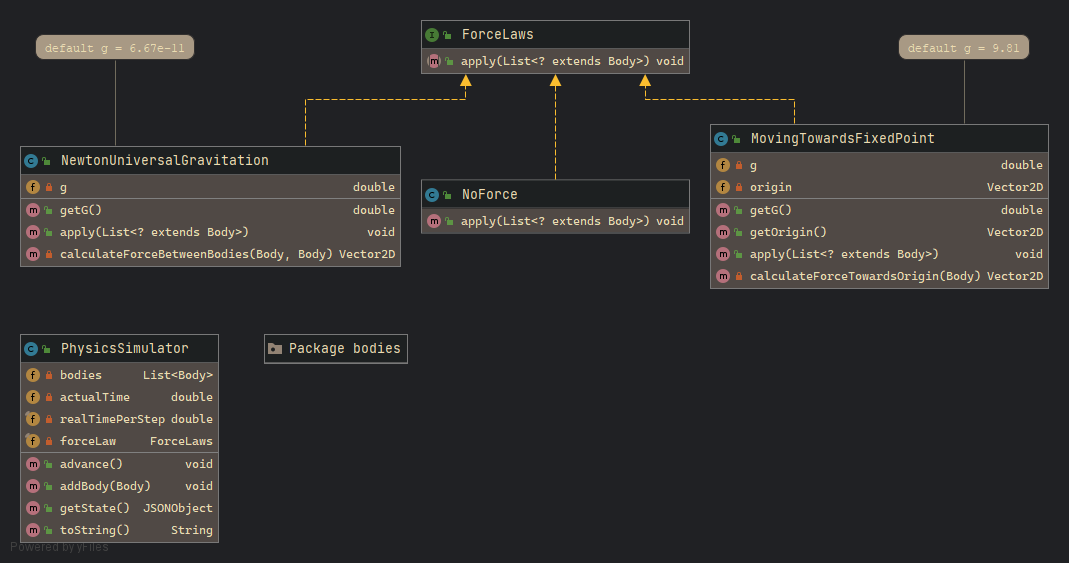 default g = 6.67e-11
ForceLaws
apply(List<? extends Body>) void
default g = 9.81
NewtonUniversalGravitation
g double
getG() double
apply(List<? extends Body>) void
calculateForceBetweenBodies(Body, Body) Vector2D
NoForce
apply(List<? extends Body>) void
MovingTowardsFixedPoint
g double
origin Vector2D
getG() double
getOrigin() Vector2D
apply(List<? extends Body>) void
calculateForceTowardsOrigin(Body) Vector2D
PhysicsSimulator
bodies List<Body>
actualTime double
realTimePerStep double
forceLaw ForceLaws
advance() void
addBody(Body) void
getState() JSONObject
toString() String
Package bodies
Powered by yFiles